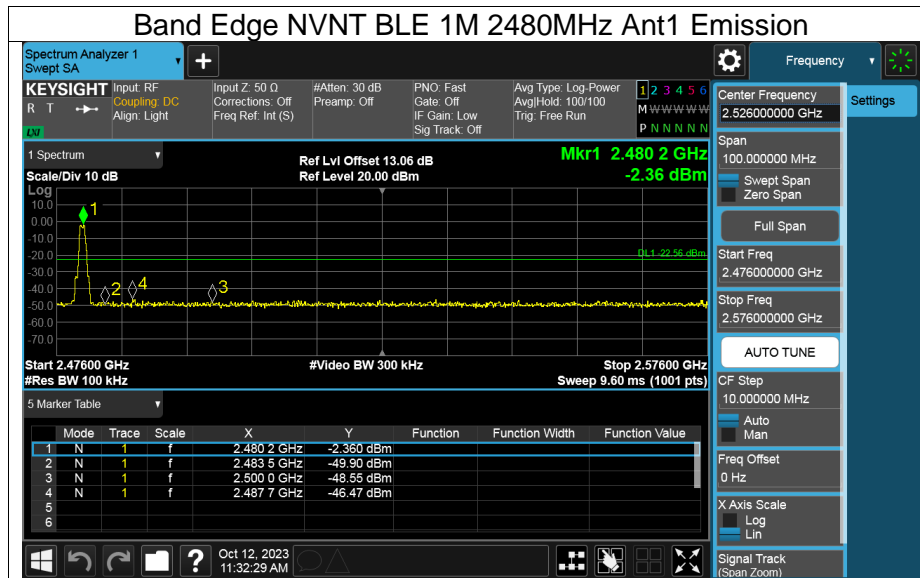 Band Edge NVNT BLE 1M 2480MHz Ant1 Emission
Spectrum Analyzer 1
Swept SA
+
Frequency
KEYSIGHT
R T
LXI
Input: RF
Coupling: DC
Align: Light
Input Z: 50 Ω
Corrections: Off
Freq Ref: Int (S)
#Atten: 30 dB
Preamp: Off
PNO: Fast
Gate: Off
IF Gain: Low
Sig Track: Off
Avg Type: Log-Power
Avg|Hold: 100/100
Trig: Free Run
1 2 3 4 5 6
M W W W W W
P N N N N N
1 Spectrum
Scale/Div 10 dB
Ref Lvl Offset 13.06 dB
Ref Level 20.00 dBm
Mkr1 2.480 2 GHz
-2.36 dBm
Log
10.0
0.00
-10.0
-20.0
-30.0
-40.0
-50.0
-60.0
-70.0
1
2
4
3
DL1 -22.56 dBm
Start 2.47600 GHz
#Res BW 100 kHz
#Video BW 300 kHz
Stop 2.57600 GHz
Sweep 9.60 ms (1001 pts)
5 Marker Table
Mode Trace Scale X Y Function Function Width Function Value
1 N 1 f 2.480 2 GHz -2.360 dBm
2 N 1 f 2.483 5 GHz -49.90 dBm
3 N 1 f 2.500 0 GHz -48.55 dBm
4 N 1 f 2.487 7 GHz -46.47 dBm
5
6
?
Oct 12, 2023
11:32:29 AM
Center Frequency
2.526000000 GHz
Settings
Span
100.000000 MHz
Swept Span
Zero Span
Full Span
Start Freq
2.476000000 GHz
Stop Freq
2.576000000 GHz
AUTO TUNE
CF Step
10.000000 MHz
Auto
Man
Freq Offset
0 Hz
X Axis Scale
Log
Lin
Signal Track
(Span Zoom)